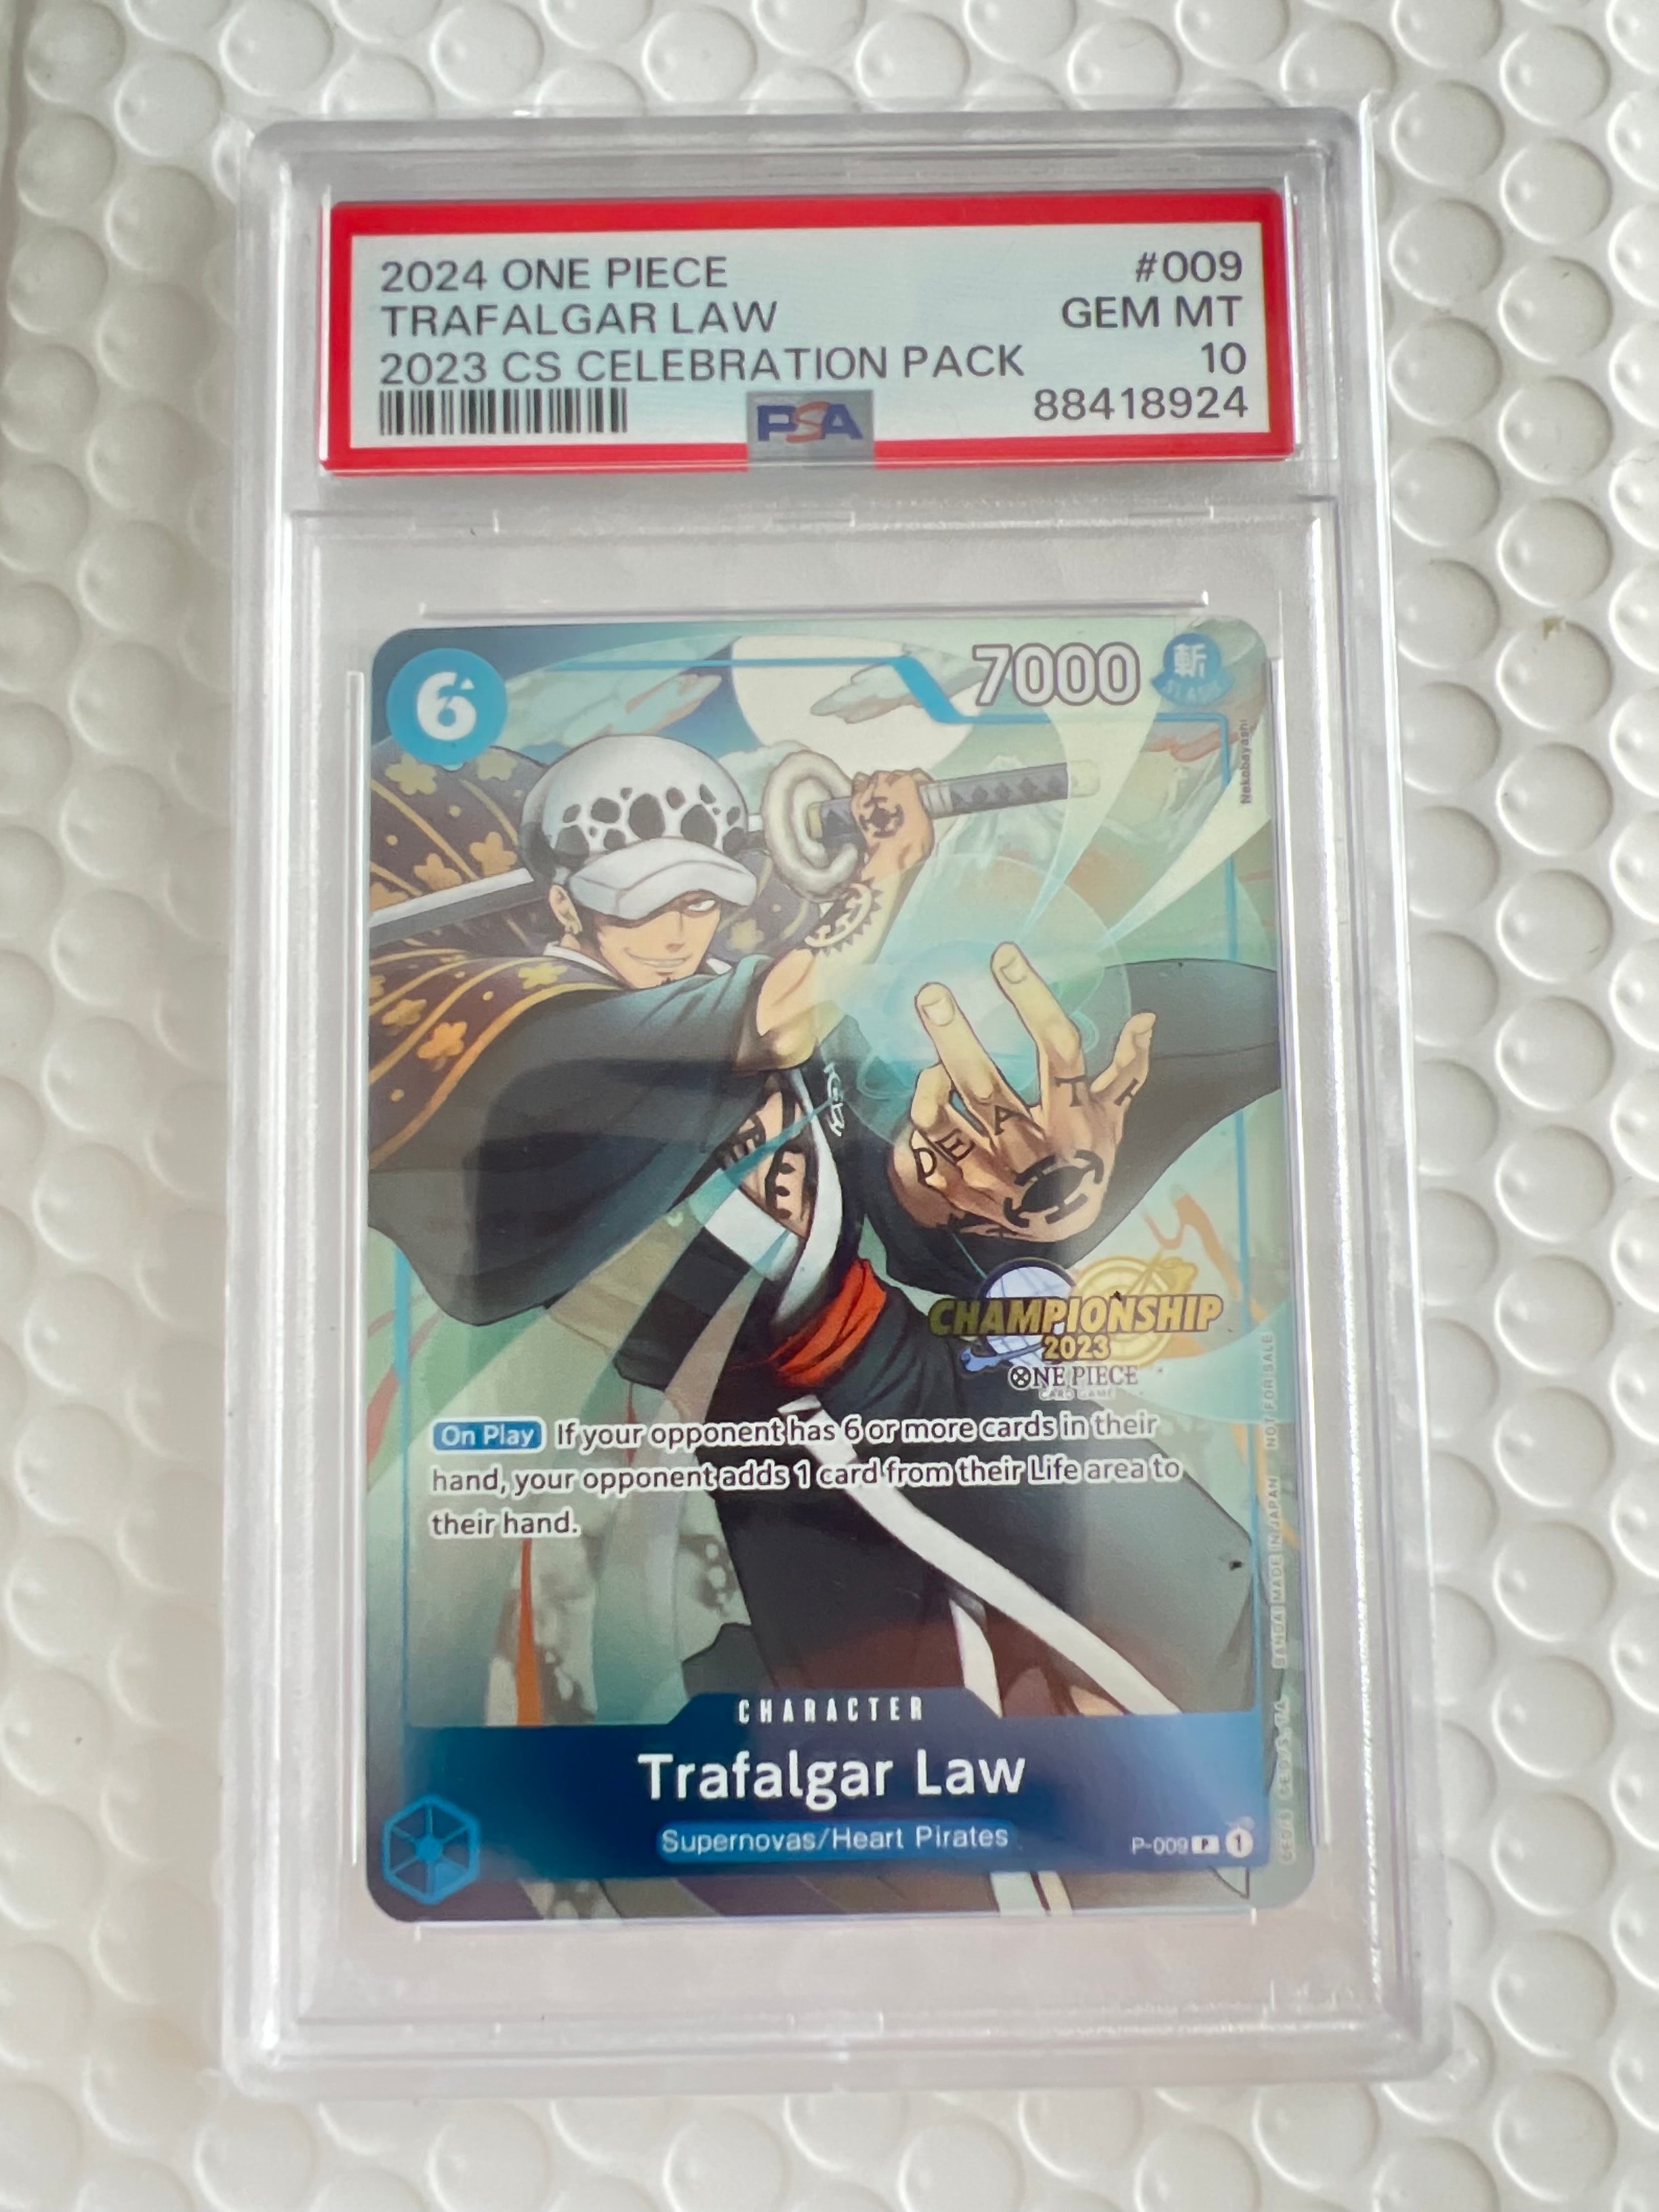 2024 ONE PIECE #009
TRAFALGAR LAW GEM MT
2023 CS CELEBRATION PACK 10
PSA 88418924
6 7000 斬
SLASH
Nekobayashi
DEATH
CHAMPIONSHIP
2023
ONE PIECE
CARD GAME
On Play If your opponent has 6 or more cards in their
hand, your opponent adds 1 card from their Life area to
their hand.
BANDAI MADE IN JAPAN NOT FOR SALE
CHARACTER
Trafalgar Law
Supernovas/Heart Pirates
P-009 P 1